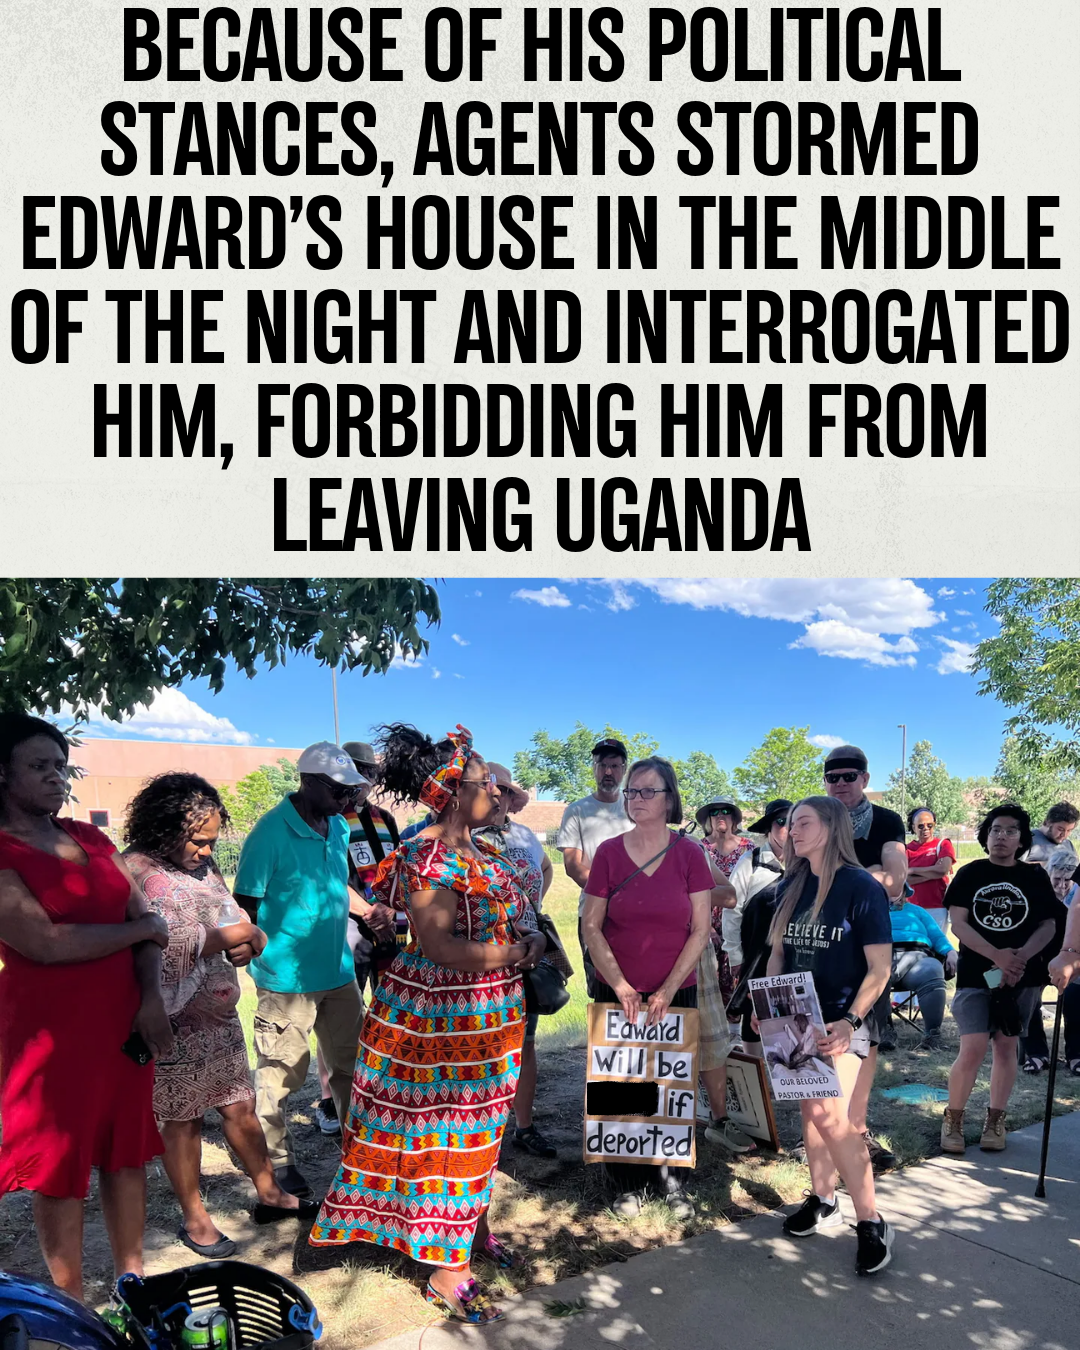 BECAUSE OF HIS POLITICAL
STANCES, AGENTS STORMED
EDWARD’S HOUSE IN THE MIDDLE
OF THE NIGHT AND INTERROGATED
HIM, FORBIDDING HIM FROM
LEAVING UGANDA
BELIEVE IT
Free Edward!
OUR BELOVED
PASTOR & FRIEND
Edward
will be
if
deported
CSO